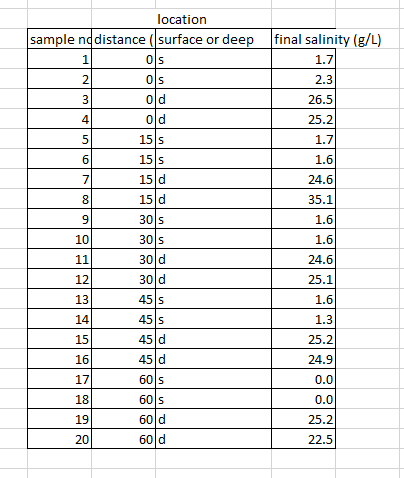 location
sample no distance ( surface or deep final salinity (g/L)
1 0 s 1.7
2 0 s 2.3
3 0 d 26.5
4 0 d 25.2
5 15 s 1.7
6 15 s 1.6
7 15 d 24.6
8 15 d 35.1
9 30 s 1.6
10 30 s 1.6
11 30 d 24.6
12 30 d 25.1
13 45 s 1.6
14 45 s 1.3
15 45 d 25.2
16 45 d 24.9
17 60 s 0.0
18 60 s 0.0
19 60 d 25.2
20 60 d 22.5